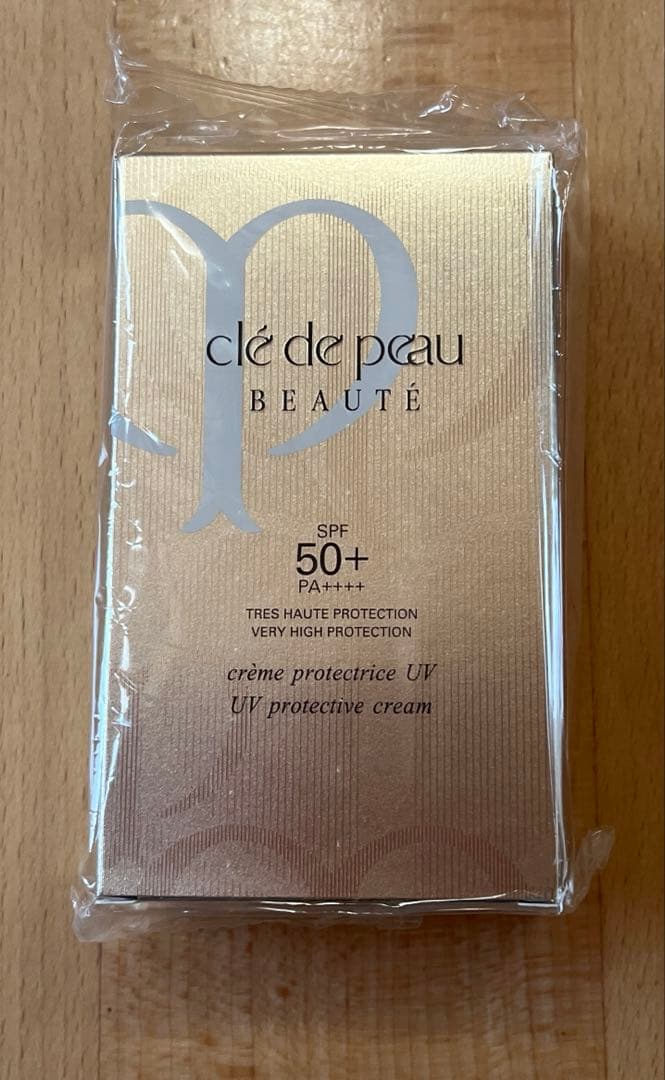 clé de peau
BEAUTÉ
SPF
50+
PA++++
TRES HAUTE PROTECTION
VERY HIGH PROTECTION
crème protectrice UV
UV protective cream